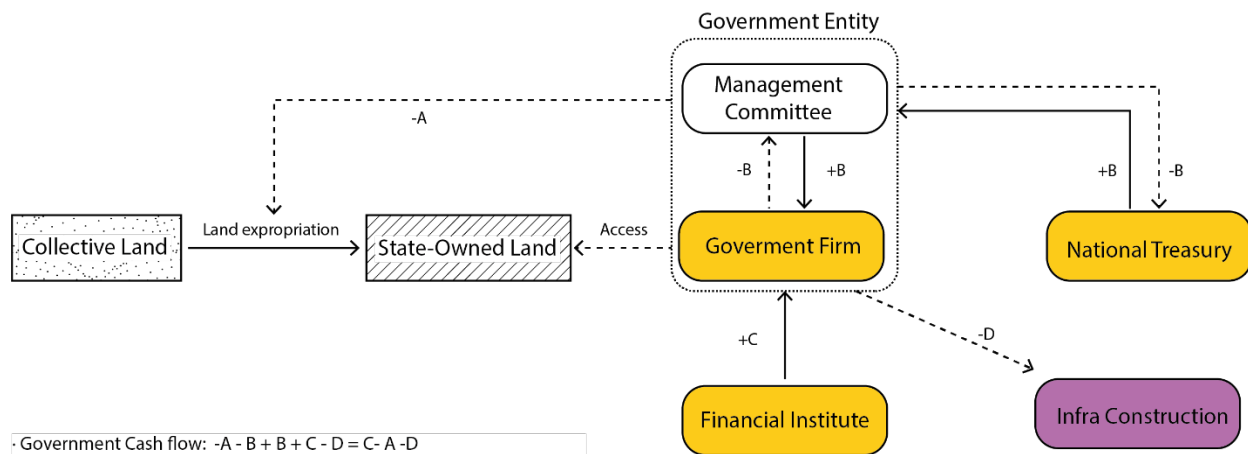 Government Entity
Management
Committee
-A
-B
+B
+B
-B
Collective Land
Land expropriation
State-Owned Land
Access
Goverment Firm
National Treasury
+C
-D
Financial Institute
Infra Construction
· Government Cash flow: -A - B + B + C - D = C- A -D